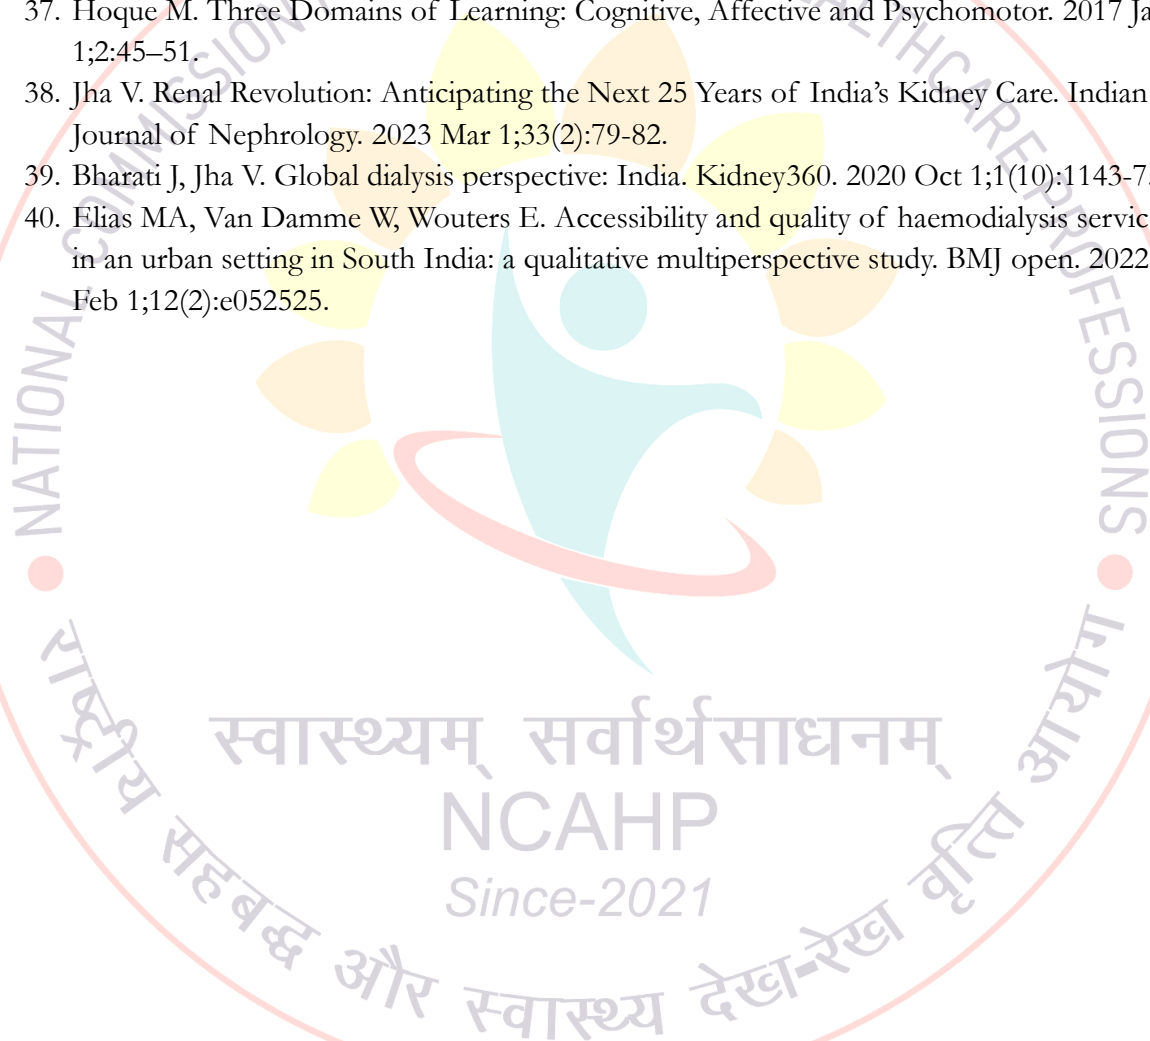 37. Hoque M. Three Domains of Learning: Cognitive, Affective and Psychomotor. 2017
1;2:45–51.
38. Jha V. Renal Revolution: Anticipating the Next 25 Years of India’s Kidney Care. Indian
Journal of Nephrology. 2023 Mar 1;33(2):79-82.
39. Bharati J, Jha V. Global dialysis perspective: India. Kidney360. 2020 Oct 1;1(10):1143-7
40. Elias MA, Van Damme W, Wouters E. Accessibility and quality of haemodialysis
in an urban setting in South India: a qualitative multiperspective study. BMJ open. 2022
Feb 1;12(2):e052525.
NATIONAL COMMISSION
HEALTHCARE PROFESSIONS
स्वास्थ्यम् सर्वार्थसाधनम्
NCAHP
Since-2021
राष्ट्रीय सहबद्ध और स्वास्थ्य देख-रेख वृत्ति आयोग